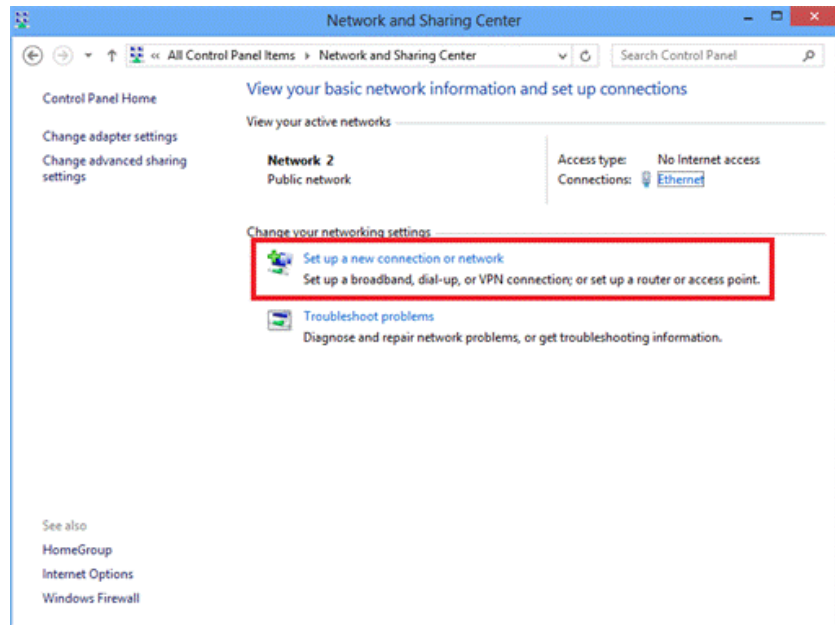 Network and Sharing Center
« All Control Panel Items Network and Sharing Center Search Control Panel
Control Panel Home
Change adapter settings
Change advanced sharing
settings
View your basic network information and set up connections
View your active networks
Network 2
Public network
Access type: No Internet access
Connections: Ethernet
Change your networking settings
Set up a new connection or network
Set up a broadband, dial-up, or VPN connection; or set up a router or access point.
Troubleshoot problems
Diagnose and repair network problems, or get troubleshooting information.
See also
HomeGroup
Internet Options
Windows Firewall